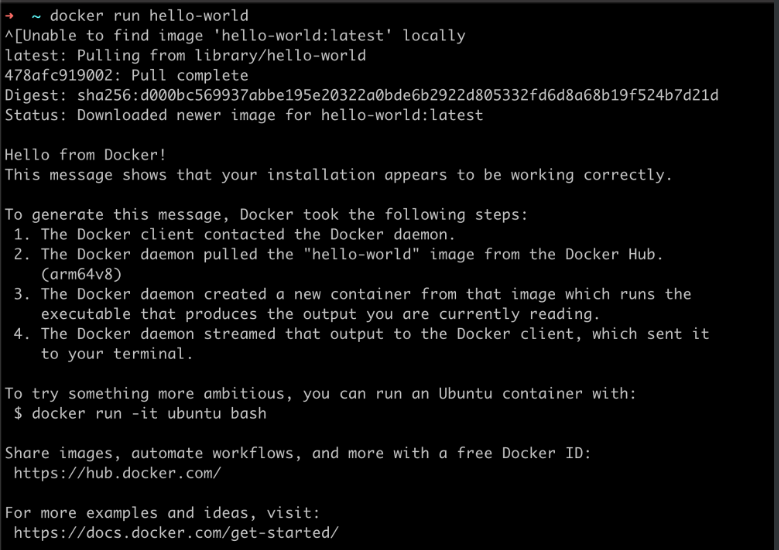 ➜  ~ docker run hello-world
^[Unable to find image 'hello-world:latest' locally
latest: Pulling from library/hello-world
478afc919002: Pull complete
Digest: sha256:d000bc569937abbe195e20322a0bde6b2922d805332fd6d8a68b19f524b7d21d
Status: Downloaded newer image for hello-world:latest

Hello from Docker!
This message shows that your installation appears to be working correctly.

To generate this message, Docker took the following steps:
 1. The Docker client contacted the Docker daemon.
 2. The Docker daemon pulled the "hello-world" image from the Docker Hub.
    (arm64v8)
 3. The Docker daemon created a new container from that image which runs the
    executable that produces the output you are currently reading.
 4. The Docker daemon streamed that output to the Docker client, which sent it
    to your terminal.

To try something more ambitious, you can run an Ubuntu container with:
 $ docker run -it ubuntu bash

Share images, automate workflows, and more with a free Docker ID:
 https://hub.docker.com/

For more examples and ideas, visit:
 https://docs.docker.com/get-started/